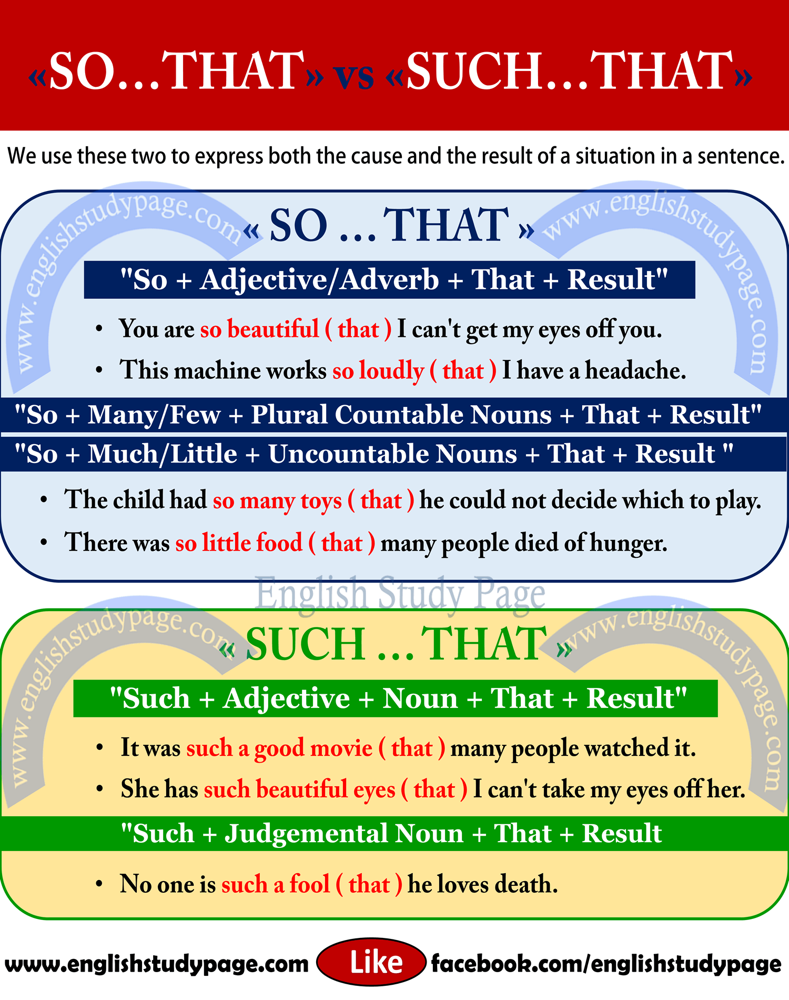 «SO...THAT» vs «SUCH...THAT»
We use these two to express both the cause and the result of a situation in a sentence.
www.englishstudypage.com
www.englishstudypage.com
« SO ... THAT »
"So + Adjective/Adverb + That + Result"
• You are so beautiful ( that ) I can't get my eyes off you.
• This machine works so loudly ( that ) I have a headache.
"So + Many/Few + Plural Countable Nouns + That + Result"
"So + Much/Little + Uncountable Nouns + That + Result "
• The child had so many toys ( that ) he could not decide which to play.
• There was so little food ( that ) many people died of hunger.
English Study Page
www.englishstudypage.com
www.englishstudypage.com
« SUCH ... THAT »
"Such + Adjective + Noun + That + Result"
• It was such a good movie ( that ) many people watched it.
• She has such beautiful eyes ( that ) I can't take my eyes off her.
"Such + Judgemental Noun + That + Result
• No one is such a fool ( that ) he loves death.
www.englishstudypage.com Like facebook.com/englishstudypage